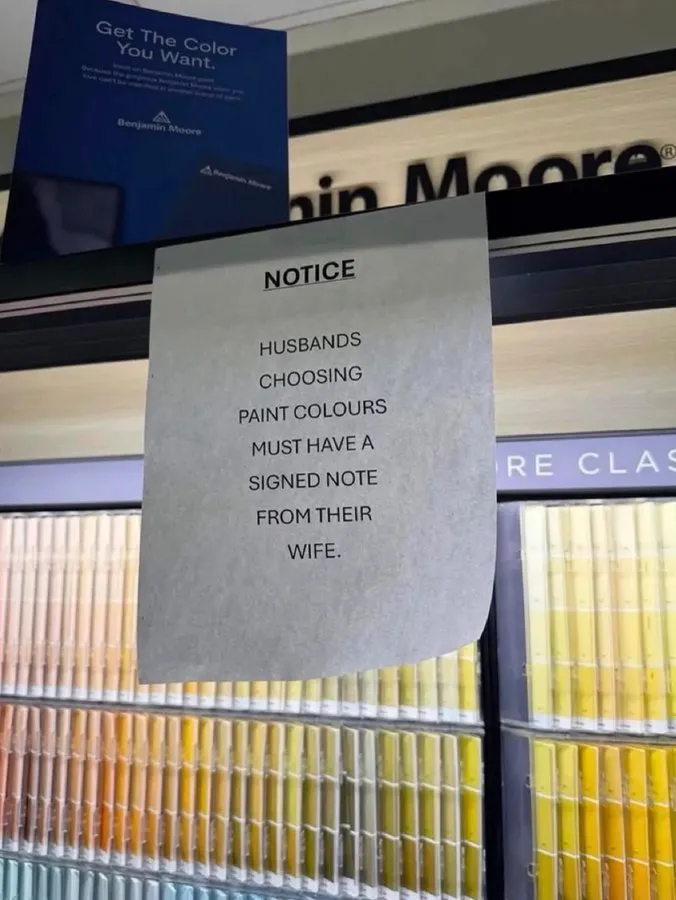 Get The Color
You Want.
Benjamin Moore
Benjamin Moore
in Moore®
NOTICE
HUSBANDS
CHOOSING
PAINT COLOURS
MUST HAVE A
SIGNED NOTE
FROM THEIR
WIFE.
RE CLAS